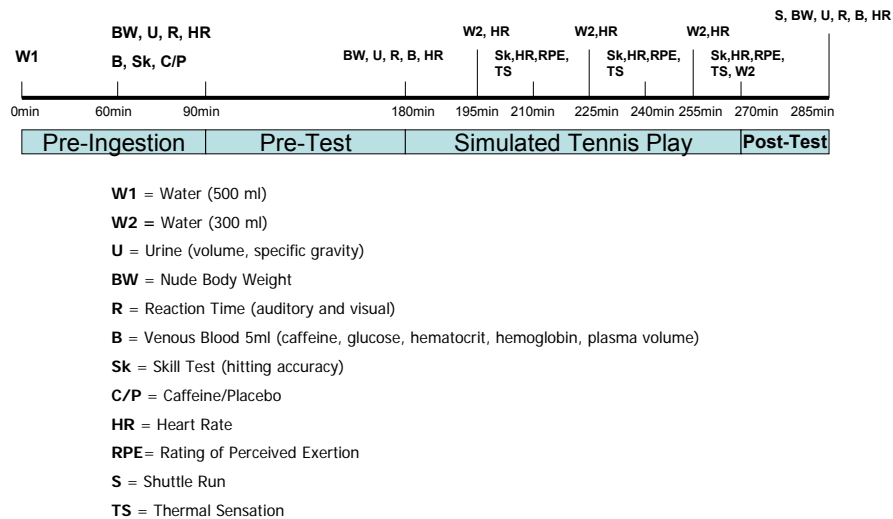 S, BW, U, R, B, HR
BW, U, R, HR
W2, HR
W2,HR
W2,HR
W1
B, Sk, C/P
BW, U, R, B, HR
Sk,HR,RPE,
TS
Sk,HR,RPE,
TS
Sk,HR,RPE,
TS, W2
0min 60min 90min 180min 195min 210min 225min 240min 255min 270min 285min
Pre-Ingestion Pre-Test Simulated Tennis Play Post-Test
W1 = Water (500 ml)
W2 = Water (300 ml)
U = Urine (volume, specific gravity)
BW = Nude Body Weight
R = Reaction Time (auditory and visual)
B = Venous Blood 5ml (caffeine, glucose, hematocrit, hemoglobin, plasma volume)
Sk = Skill Test (hitting accuracy)
C/P = Caffeine/Placebo
HR = Heart Rate
RPE= Rating of Perceived Exertion
S = Shuttle Run
TS = Thermal Sensation